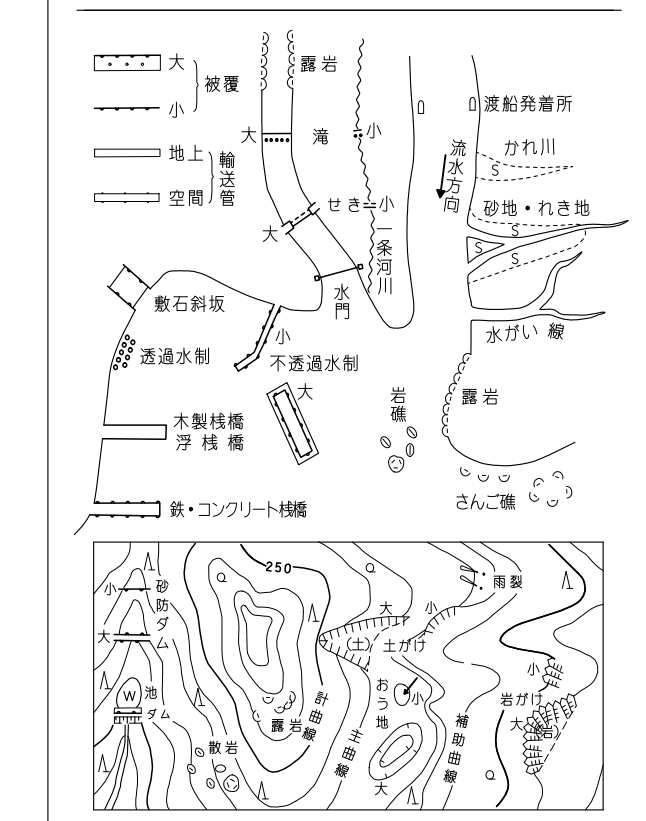 大
被覆
小
地上
輸送管
空間
露岩
大
滝
小
せき
小
大
一条河川
水門
渡船発着所
流水方向
かれ川
S
砂地・れき地
S
S
S
水がい線
敷石斜坂
小
透過水制
不透過水制
大
岩礁
露岩
木製桟橋
浮桟橋
鉄・コンクリート桟橋
さんご礁
小
砂防ダム
大
W
池
ダム
250
露岩
散岩
計曲線
主曲線
大
小
(土)
土がけ
おう地
小
大
補助曲線
雨裂
小
岩がけ
大
(岩)